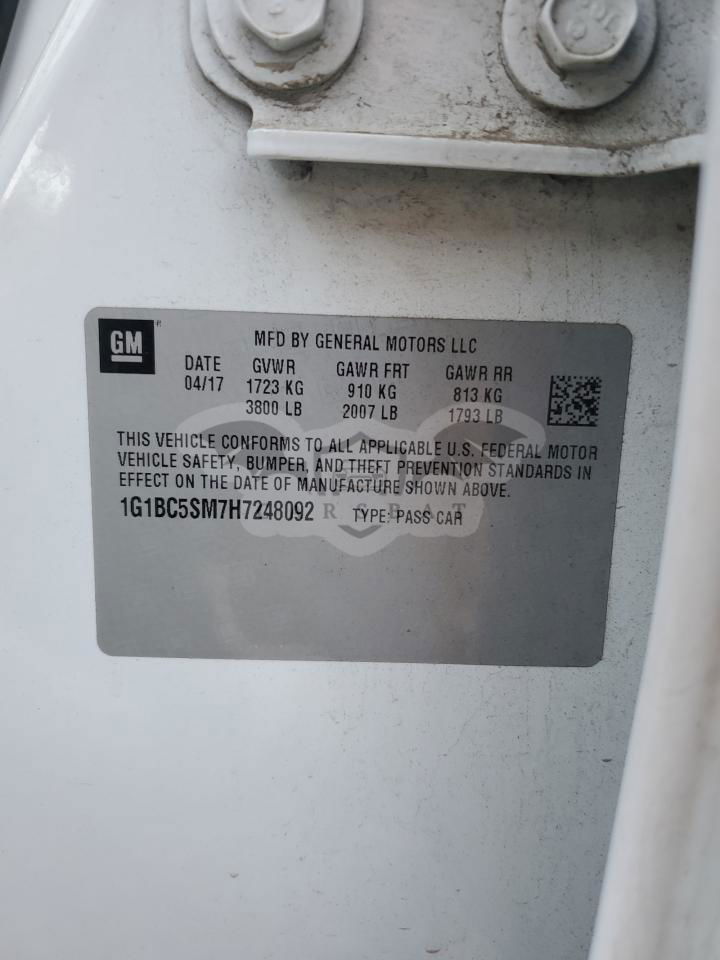 GM
MFD BY GENERAL MOTORS LLC
DATE GVWR GAWR FRT GAWR RR
04/17 1723 KG 910 KG 813 KG
3800 LB 2007 LB 1793 LB
THIS VEHICLE CONFORMS TO ALL APPLICABLE U.S. FEDERAL MOTOR
VEHICLE SAFETY, BUMPER, AND THEFT PREVENTION STANDARDS IN
EFFECT ON THE DATE OF MANUFACTURE SHOWN ABOVE.
1G1BC5SM7H7248092 TYPE: PASS CAR